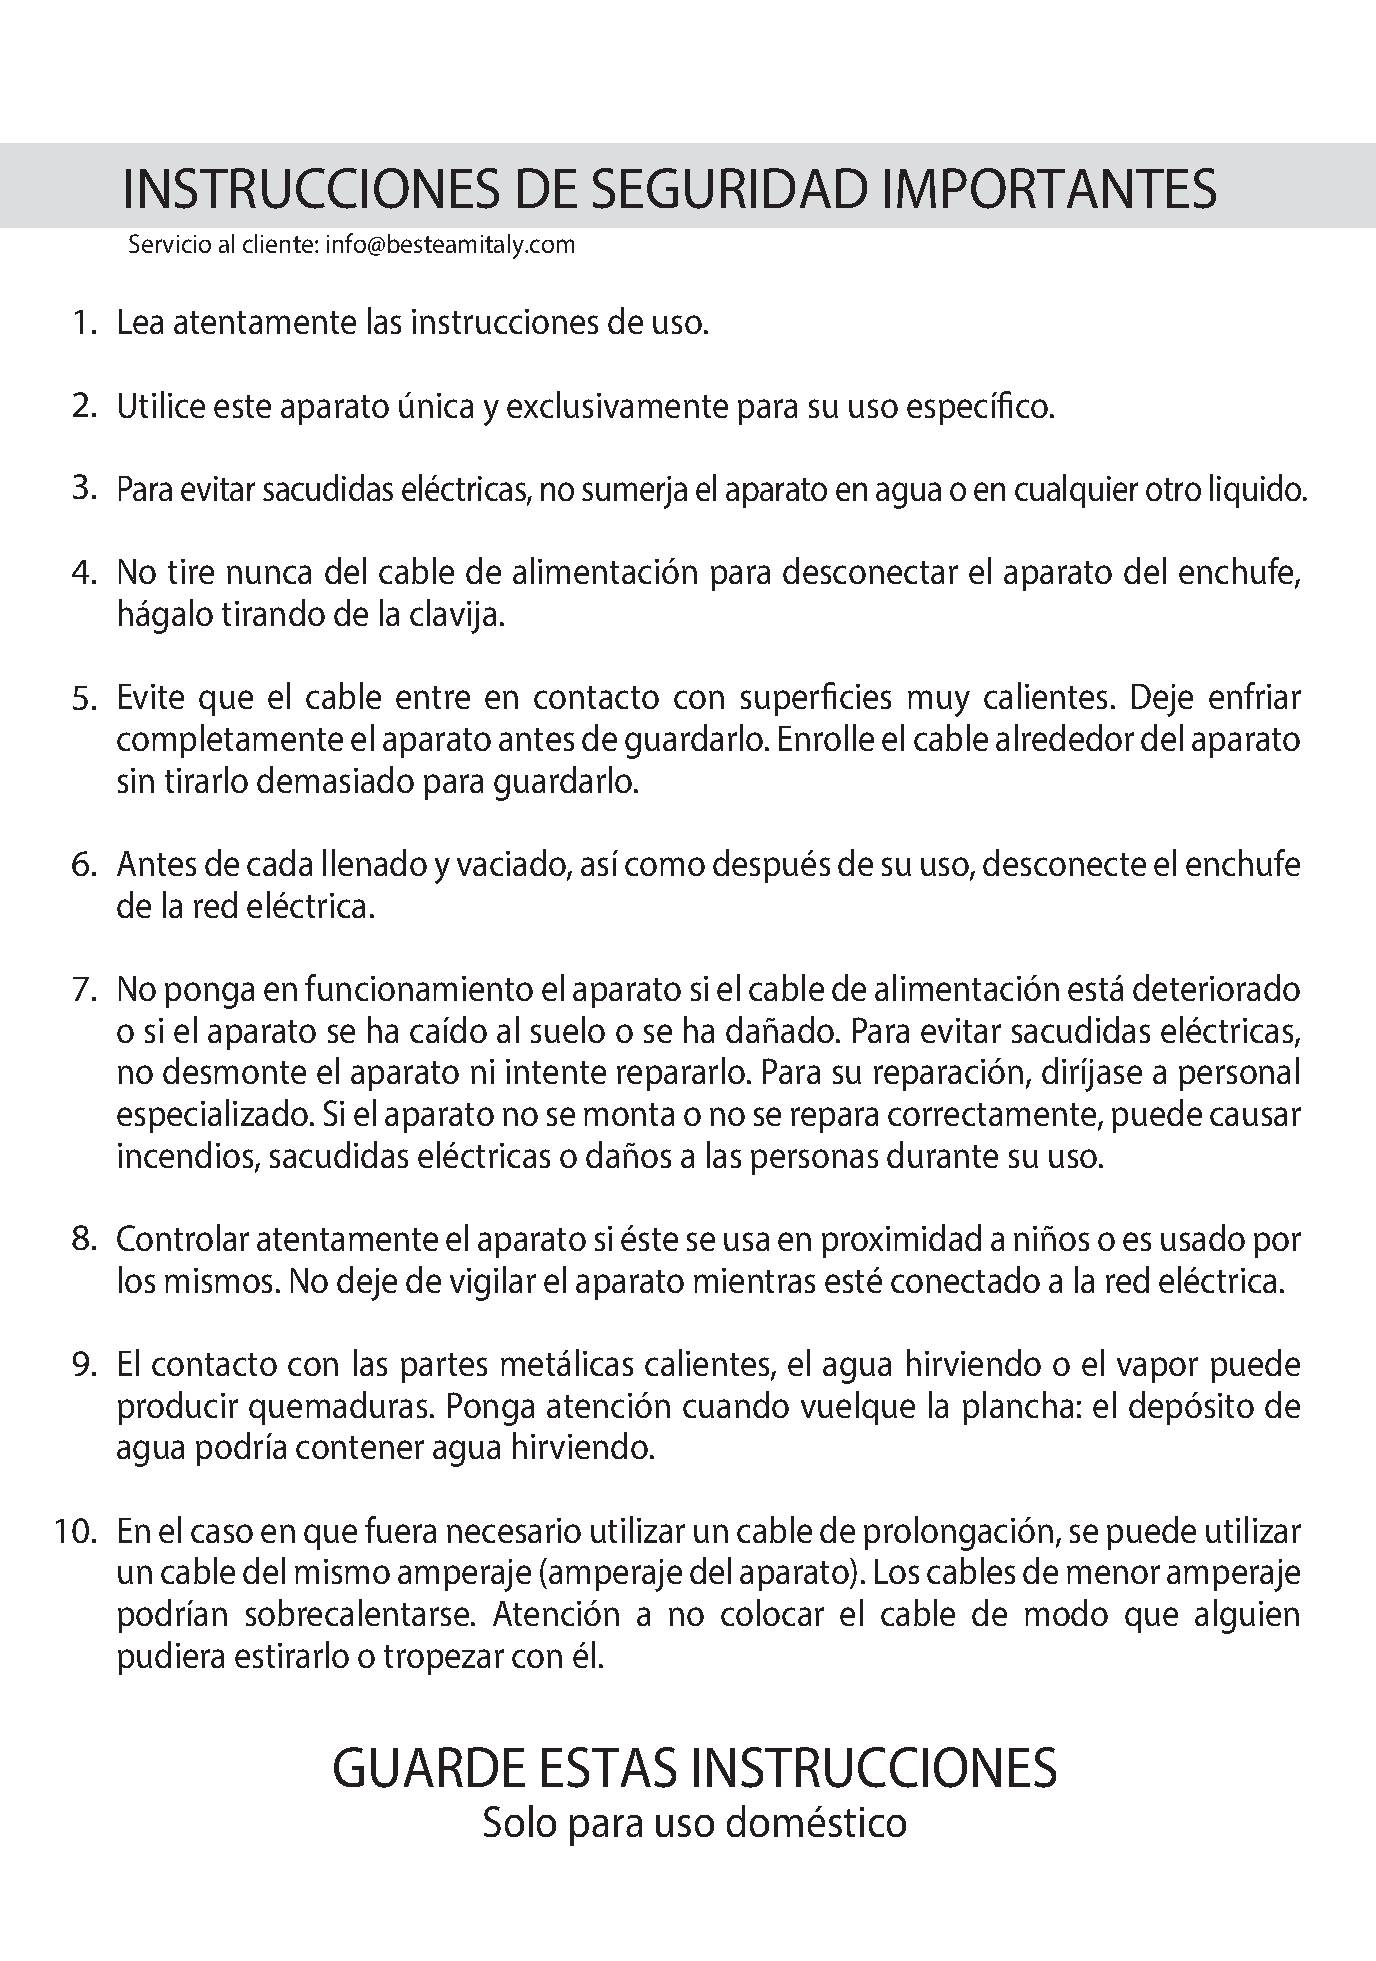 INSTRUCCIONES DE SEGURIDAD IMPORTANTES
Servicio al cliente: info@besteamitaly.com
1. Lea atentamente las instrucciones de uso.
2. Utilice este aparato única y exclusivamente para su uso específico.
3. Para evitar sacudidas eléctricas, no sumerja el aparato en agua o en cualquier otro liquido.
4. No tire nunca del cable de alimentación para desconectar el aparato del enchufe,
hágalo tirando de la clavija.
5. Evite que el cable entre en contacto con superficies muy calientes. Deje enfriar
completamente el aparato antes de guardarlo. Enrolle el cable alrededor del aparato
sin tirarlo demasiado para guardarlo.
6. Antes de cada llenado y vaciado, así como después de su uso, desconecte el enchufe
de la red eléctrica.
7. No ponga en funcionamiento el aparato si el cable de alimentación está deteriorado
o si el aparato se ha caído al suelo o se ha dañado. Para evitar sacudidas eléctricas,
no desmonte el aparato ni intente repararlo. Para su reparación, diríjase a personal
especializado. Si el aparato no se monta o no se repara correctamente, puede causar
incendios, sacudidas eléctricas o daños a las personas durante su uso.
8. Controlar atentamente el aparato si éste se usa en proximidad a niños o es usado por
los mismos. No deje de vigilar el aparato mientras esté conectado a la red eléctrica.
9. El contacto con las partes metálicas calientes, el agua hirviendo o el vapor puede
producir quemaduras. Ponga atención cuando vuelque la plancha: el depósito de
agua podría contener agua hirviendo.
10. En el caso en que fuera necesario utilizar un cable de prolongación, se puede utilizar
un cable del mismo amperaje (amperaje del aparato). Los cables de menor amperaje
podrían sobrecalentarse. Atención a no colocar el cable de modo que alguien
pudiera estirarlo o tropezar con él.
GUARDE ESTAS INSTRUCCIONES
Solo para uso doméstico